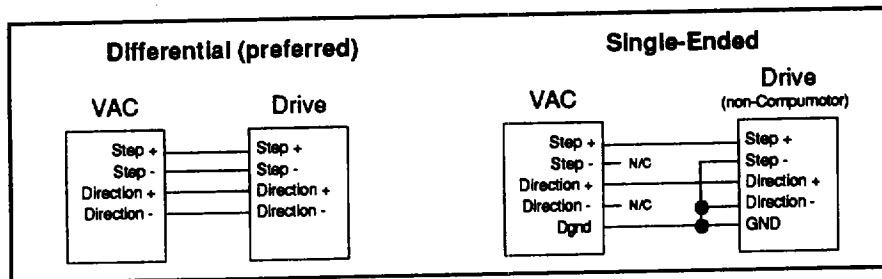 Differential (preferred)
VAC
Drive
Step +
Step -
Direction +
Direction -
Step +
Step -
Direction +
Direction -
Single-Ended
VAC
Drive
(non-Compumotor)
Step +
Step -
Direction +
Direction -
Dgnd
N/C
N/C
Step +
Step -
Direction +
Direction -
GND